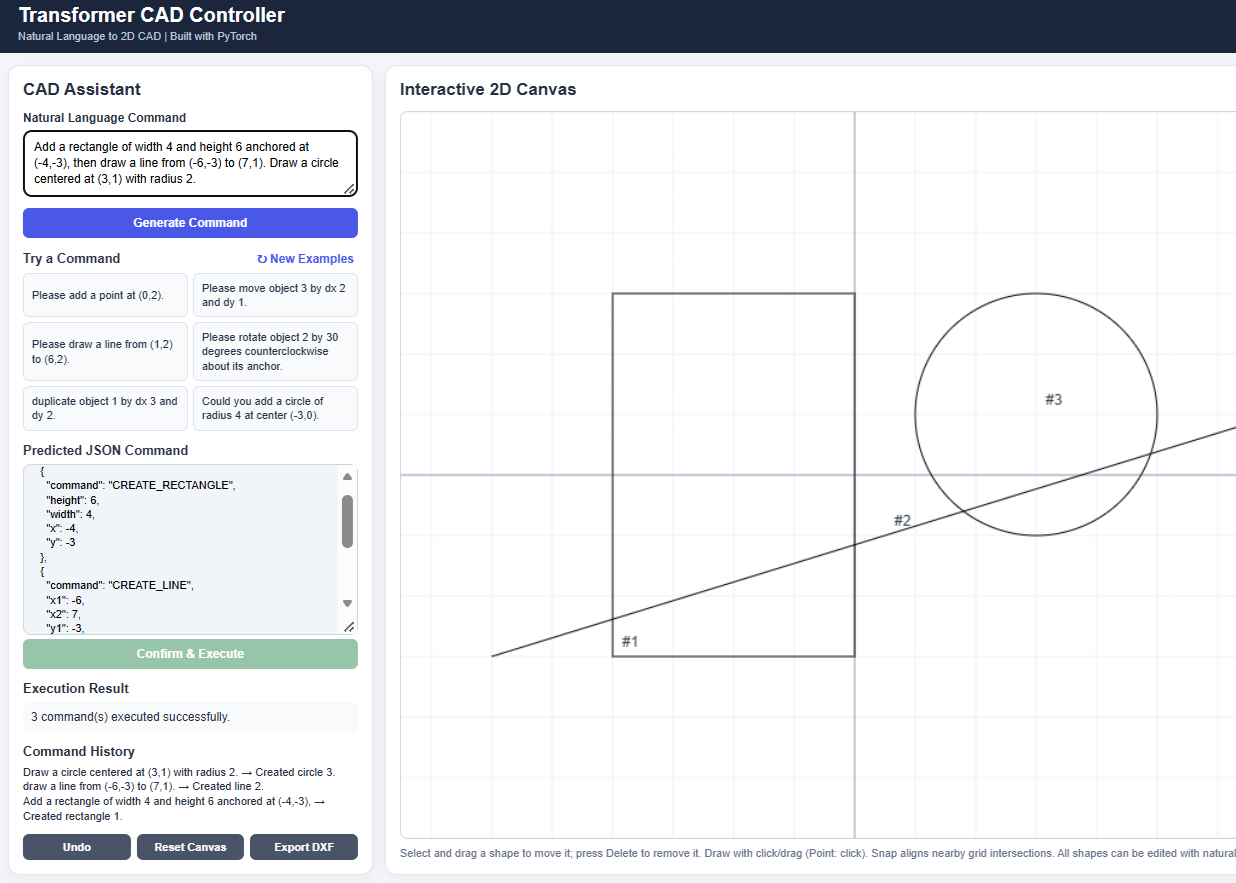 Transformer CAD Controller
Natural Language to 2D CAD | Built with PyTorch
CAD Assistant
Natural Language Command
Add a rectangle of width 4 and height 6 anchored at
(-4,-3), then draw a line from (-6,-3) to (7,1). Draw a circle
centered at (3,1) with radius 2.
Generate Command
Try a Command
↻ New Examples
Please add a point at (0,2).
Please move object 3 by dx 2
and dy 1.
Please draw a line from (1,2)
to (6,2).
Please rotate object 2 by 30
degrees counterclockwise
about its anchor.
duplicate object 1 by dx 3 and
dy 2.
Could you add a circle of
radius 4 at center (-3,0).
Predicted JSON Command
{
"command": "CREATE_RECTANGLE",
"height": 6,
"width": 4,
"x": -4,
"y": -3
},
{
"command": "CREATE_LINE",
"x1": -6,
"x2": 7,
"y1": -3,
Confirm & Execute
Execution Result
3 command(s) executed successfully.
Command History
Draw a circle centered at (3,1) with radius 2. → Created circle 3.
draw a line from (-6,-3) to (7,1). → Created line 2.
Add a rectangle of width 4 and height 6 anchored at (-4,-3), →
Created rectangle 1.
Undo
Reset Canvas
Export DXF
Interactive 2D Canvas
#3
#2
#1
Select and drag a shape to move it; press Delete to remove it. Draw with click/drag (Point: click). Snap aligns nearby grid intersections. All shapes can be edited with natural